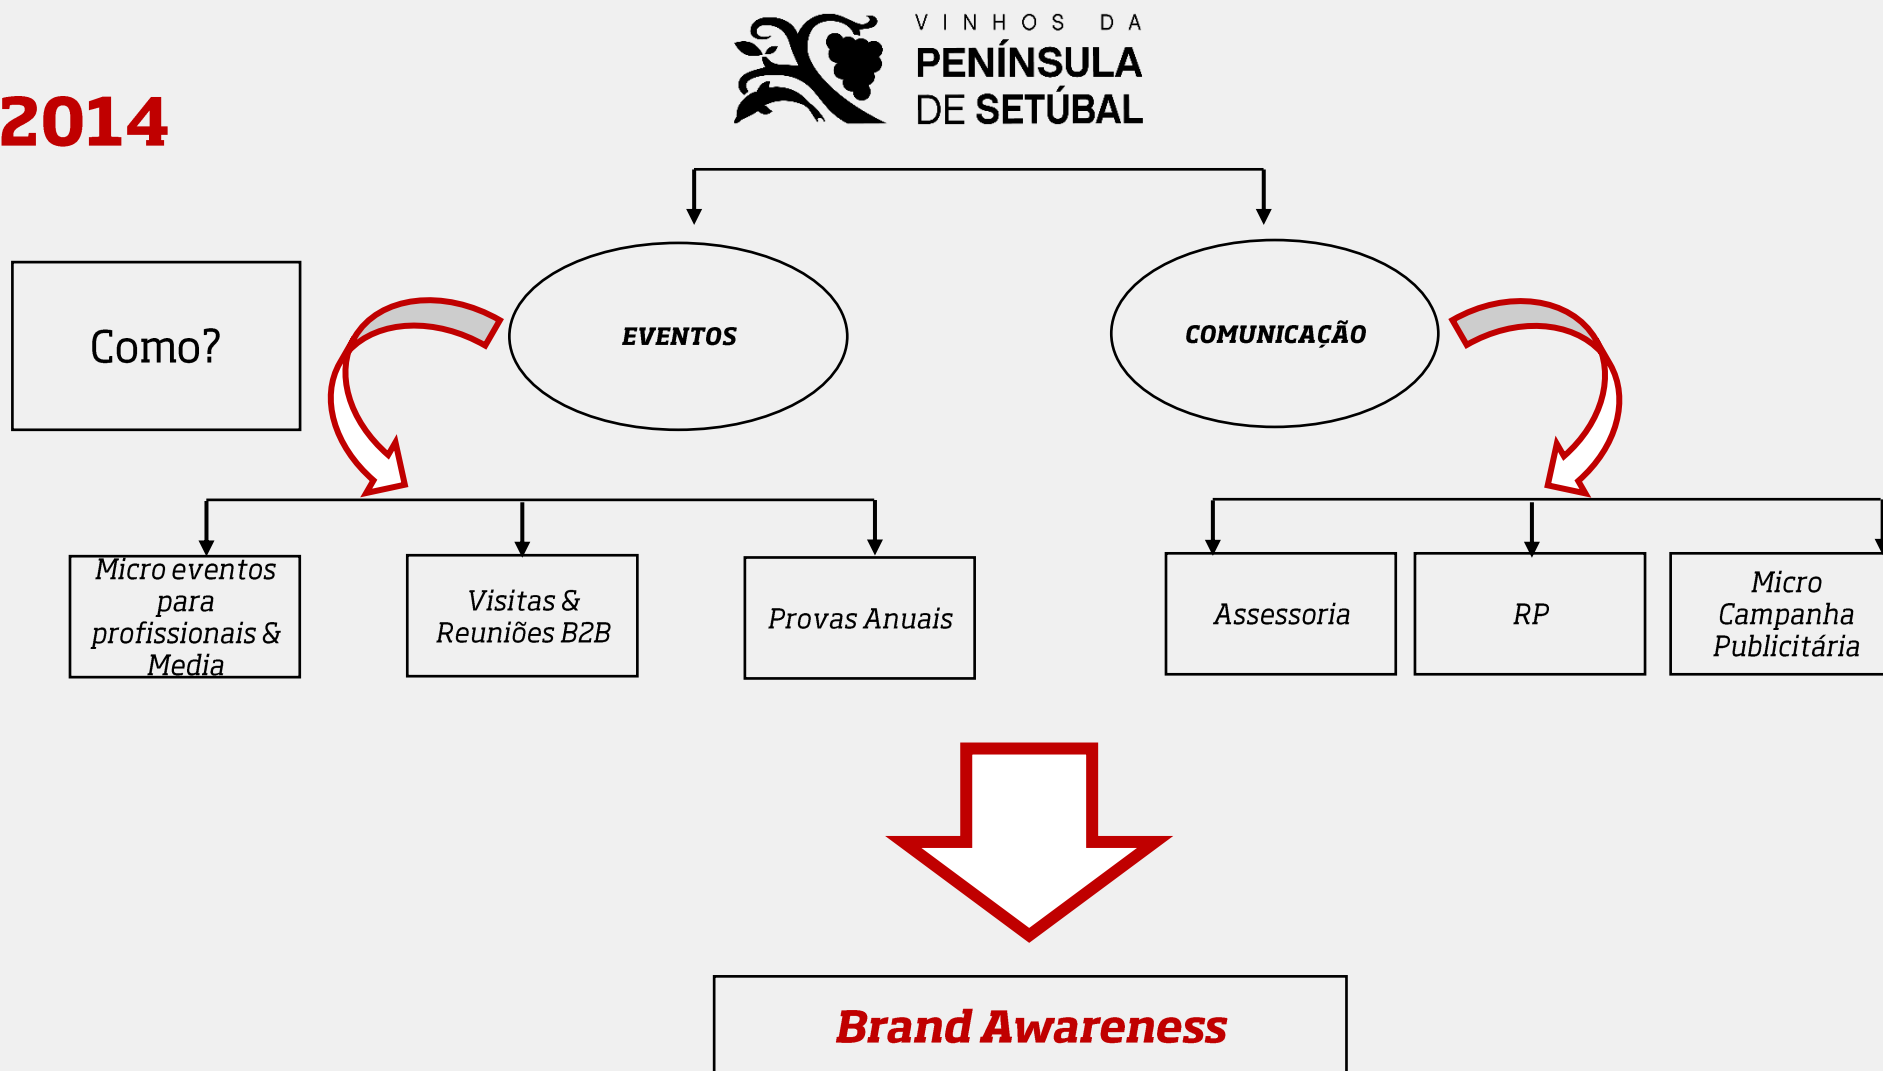 VINHOS DA
PENÍNSULA
DE SETÚBAL
2014
Como?
EVENTOS
COMUNICAÇÃO
Micro eventos
para
profissionais &
Media
Visitas &
Reuniões B2B
Provas Anuais
Assessoria
RP
Micro
Campanha
Publicitária
Brand Awareness